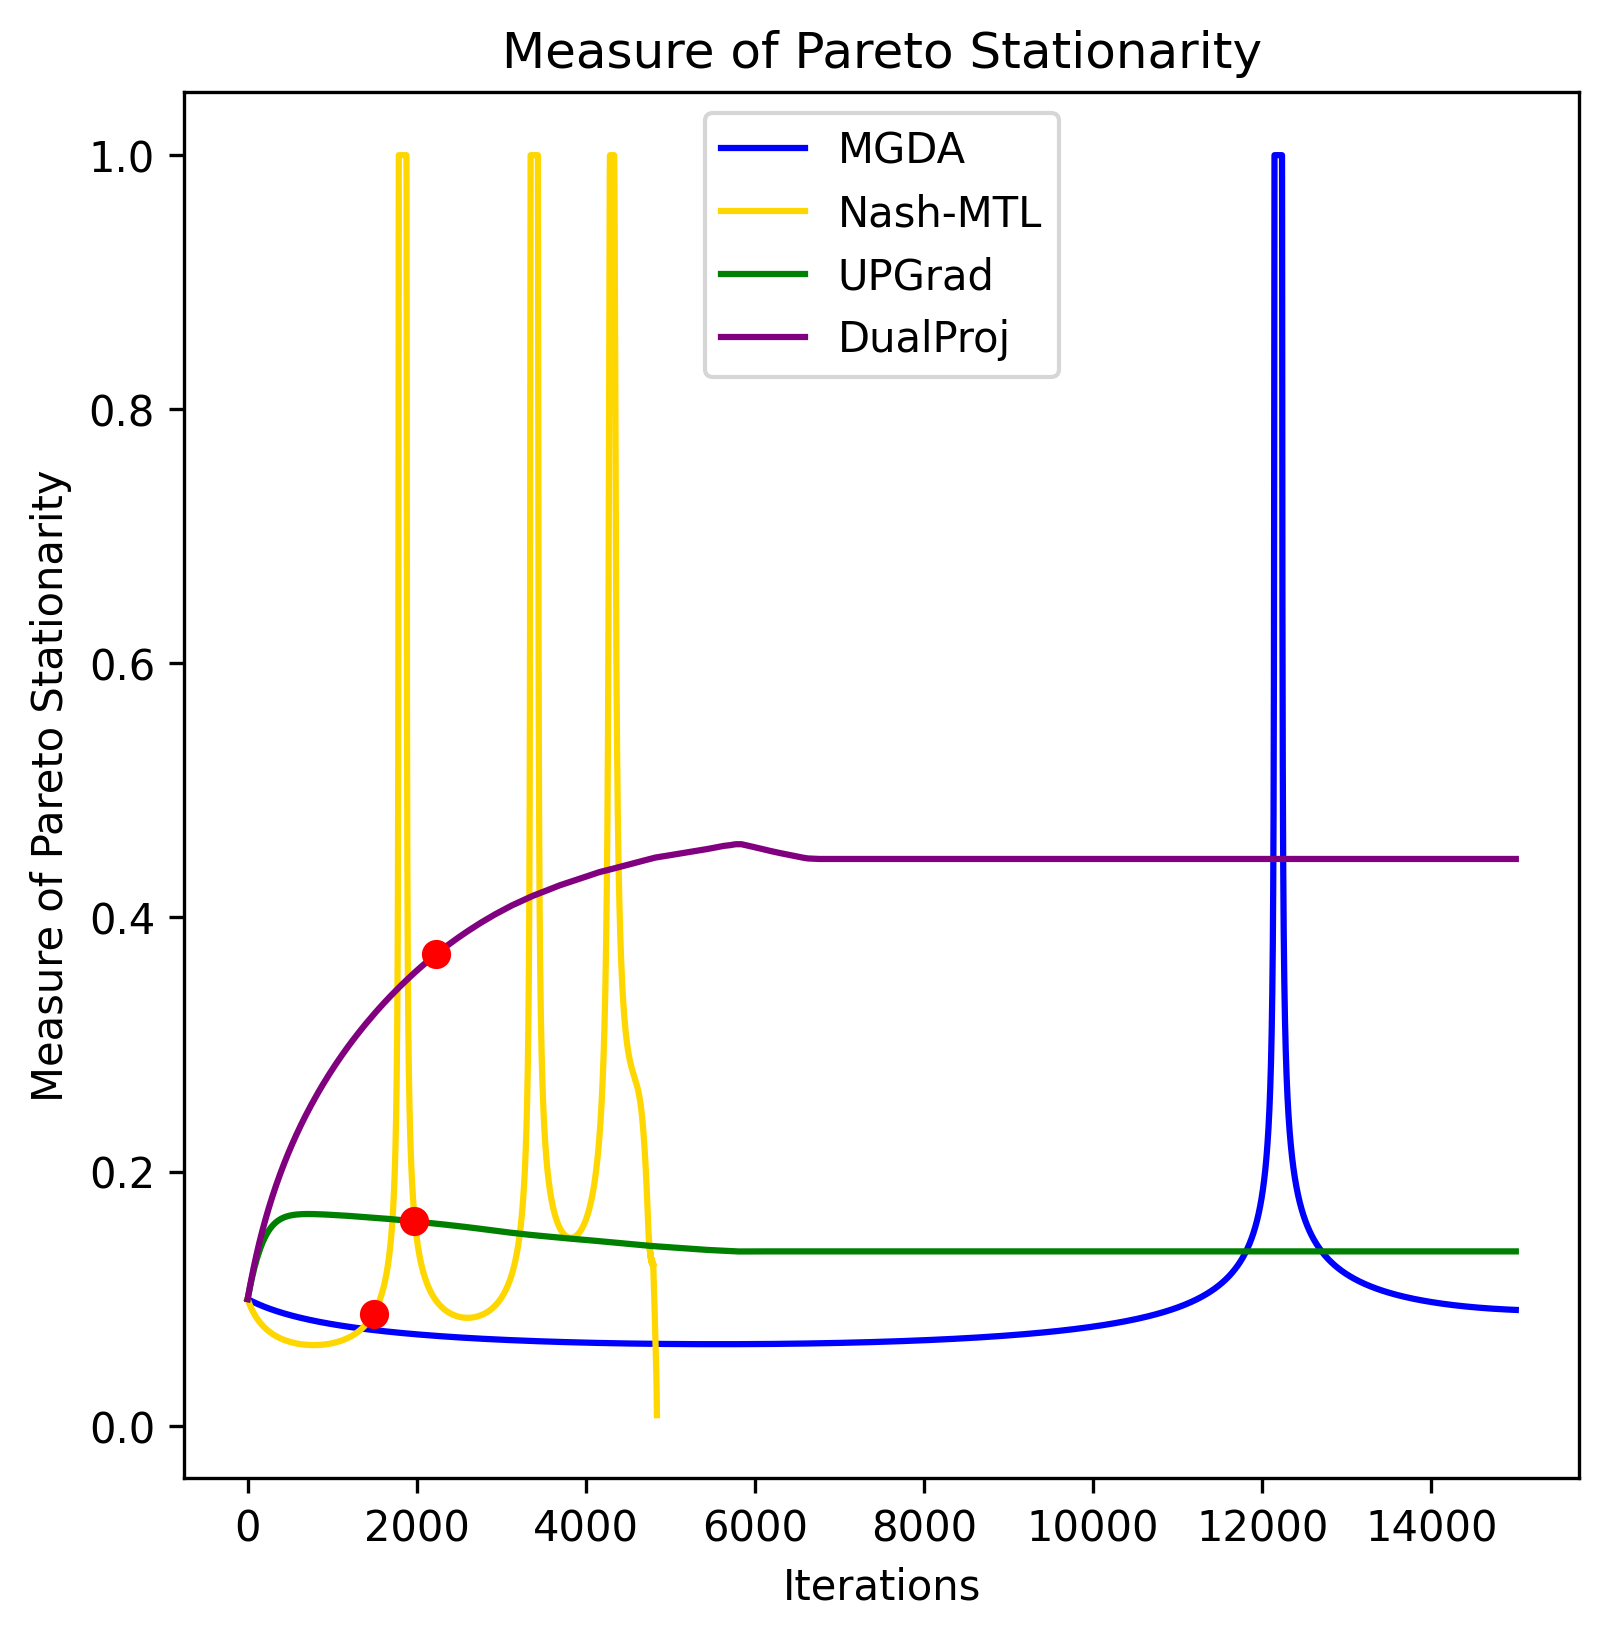 Measure of Pareto Stationarity
MGDA
Nash-MTL
UPGrad
DualProj
Measure of Pareto Stationarity
1.0
0.8
0.6
0.4
0.2
0.0
0 2000 4000 6000 8000 10000 12000 14000
Iterations